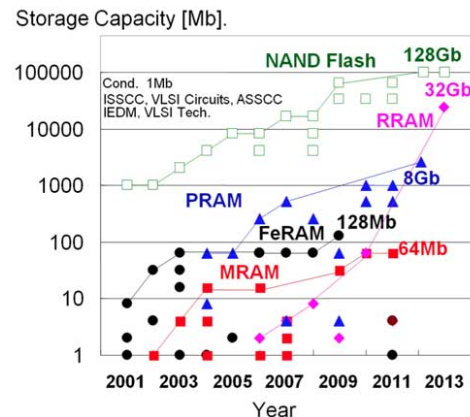 Storage Capacity [Mb].
NAND Flash
128Gb
100000
Cond. 1Mb
ISSCC, VLSI Circuits, ASSCC
IEDM, VLSI Tech.
32Gb
RRAM
10000
1000
PRAM
8Gb
FeRAM
128Mb
100
MRAM
64Mb
10
1
2001 2003 2005 2007 2009 2011 2013
Year